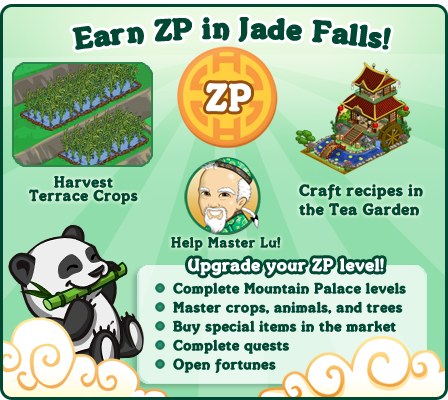 Earn ZP in Jade Falls!
ZP
Harvest
Terrace Crops
Craft recipes in
the Tea Garden
Help Master Lu!
Upgrade your ZP level!
Complete Mountain Palace levels
Master crops, animals, and trees
Buy special items in the market
Complete quests
Open fortunes